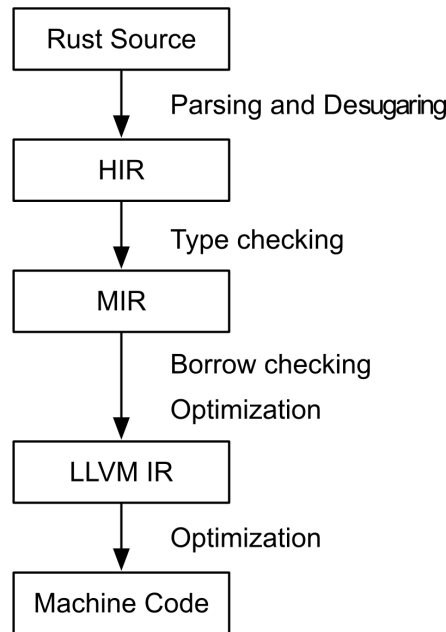 Rust Source
Parsing and Desugaring
HIR
Type checking
MIR
Borrow checking
Optimization
LLVM IR
Optimization
Machine Code